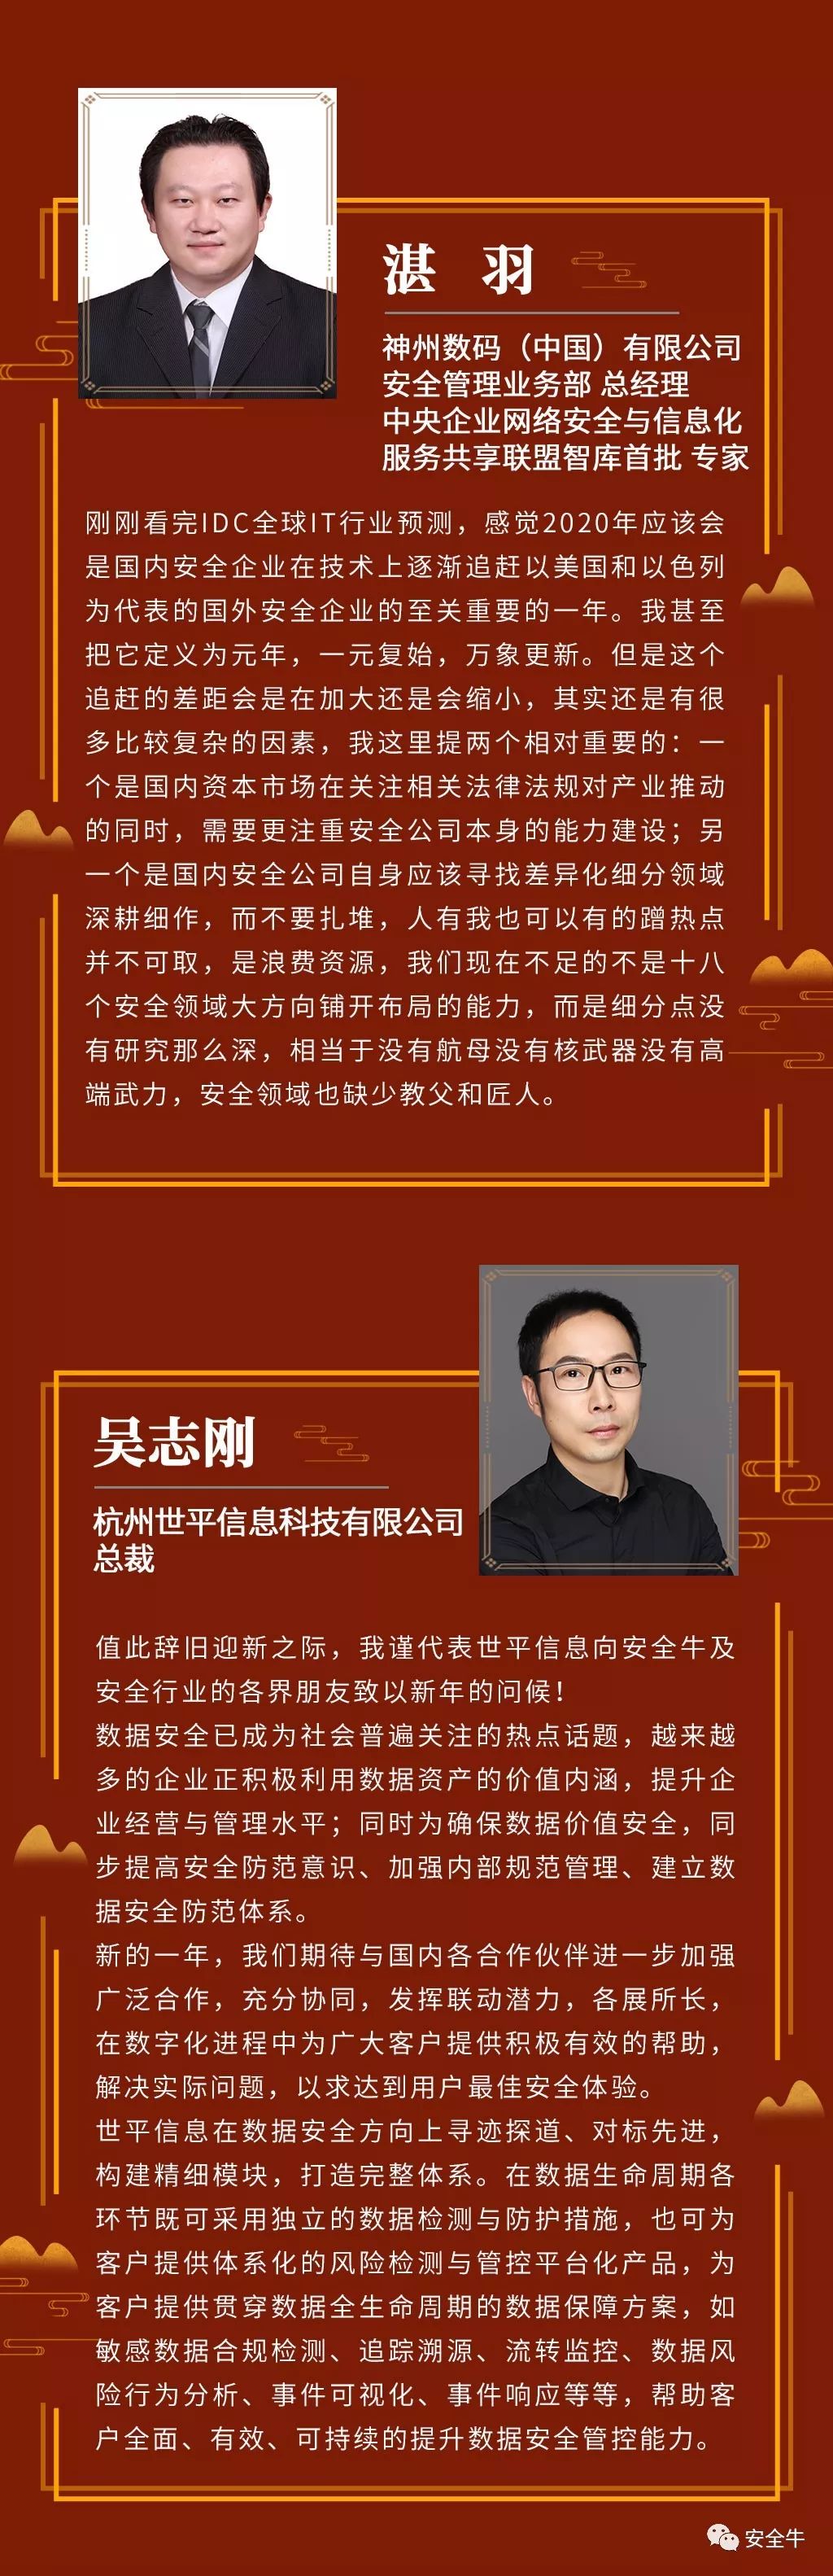 湛 羽
神州数码（中国）有限公司
安全管理业务部 总经理
中央企业网络安全与信息化
服务共享联盟智库首批 专家
刚刚看完IDC全球IT行业预测，感觉2020年应该会
是国内安全企业在技术上逐渐追赶以美国和以色列
为代表的国外安全企业的至关重要的一年。我甚至
把它定义为元年，一元复始，万象更新。但是这个
追赶的差距会是在加大还是会缩小，其实还是有很
多比较复杂的因素，我这里提两个相对重要的：一
个是国内资本市场在关注相关法律法规对产业推动
的同时，需要更注重安全公司本身的能力建设；另
一个是国内安全公司自身应该寻找差异化细分领域
深耕细作，而不要扎堆，人有我也可以有的蹭热点
并不可取，是浪费资源，我们现在不足的不是十八
个安全领域大方向铺开布局的能力，而是细分点没
有研究那么深，相当于没有航母没有核武器没有高
端武力，安全领域也缺少教父和匠人。
吴志刚
杭州世平信息科技有限公司
总裁
值此辞旧迎新之际，我谨代表世平信息向安全牛及
安全行业的各界朋友致以新年的问候！
数据安全已成为社会普遍关注的热点话题，越来越
多的企业正积极利用数据资产的价值内涵，提升企
业经营与管理水平；同时为确保数据价值安全，同
步提高安全防范意识、加强内部规范管理、建立数
据安全防范体系。
新的一年，我们期待与国内各合作伙伴进一步加强
广泛合作，充分协同，发挥联动潜力，各展所长，
在数字化进程中为广大客户提供积极有效的帮助，
解决实际问题，以求达到用户最佳安全体验。
世平信息在数据安全方向上寻迹探道、对标先进，
构建精细模块，打造完整体系。在数据生命周期各
环节既可采用独立的数据检测与防护措施，也可为
客户提供体系化的风险检测与管控平台化产品，为
客户提供贯穿数据全生命周期的数据保障方案，如
敏感数据合规检测、追踪溯源、流转监控、数据风
险行为分析、事件可视化、事件响应等等，帮助客
户全面、有效、可持续的提升数据安全管控能力。
安全牛